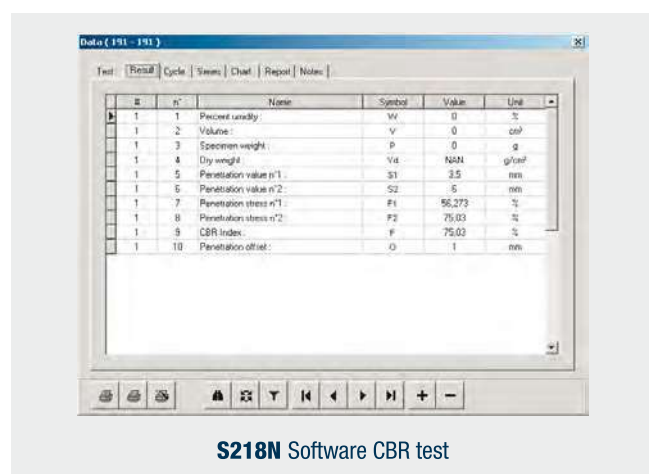 Data ( 191 - 191 )
Test Result Cycle Series Chart Report Notes
# n° Name Symbol Value Unit
1 1 Percent umidity : W 0 %
1 2 Volume : V 0 cm³
1 3 Specimen weight : P 0 g
1 4 Dry weight : Yd NAN g/cm³
1 5 Penetration value n°1 : S1 3.5 mm
1 6 Penetration value n°2 : S2 6 mm
1 7 Penetration stress n°1 : F1 56,273 %
1 8 Penetration stress n°2 : F2 75,03 %
1 9 CBR Index : F 75,03 %
1 10 Penetration offset : O 1 mm
S218N Software CBR test